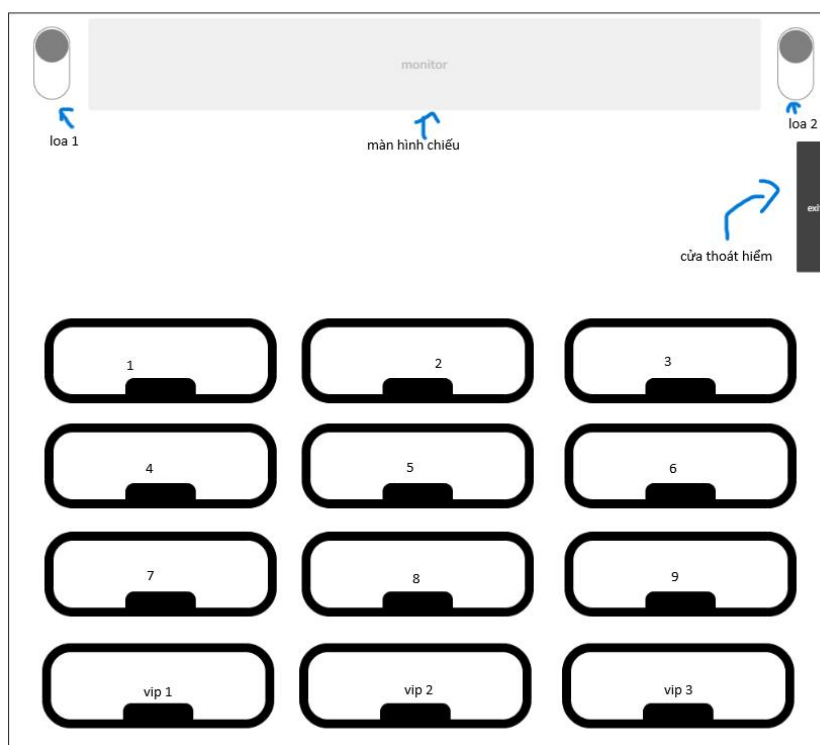 monitor
loa 1
màn hình chiếu
loa 2
exit
cửa thoát hiểm
1
2
3
4
5
6
7
8
9
vip 1
vip 2
vip 3